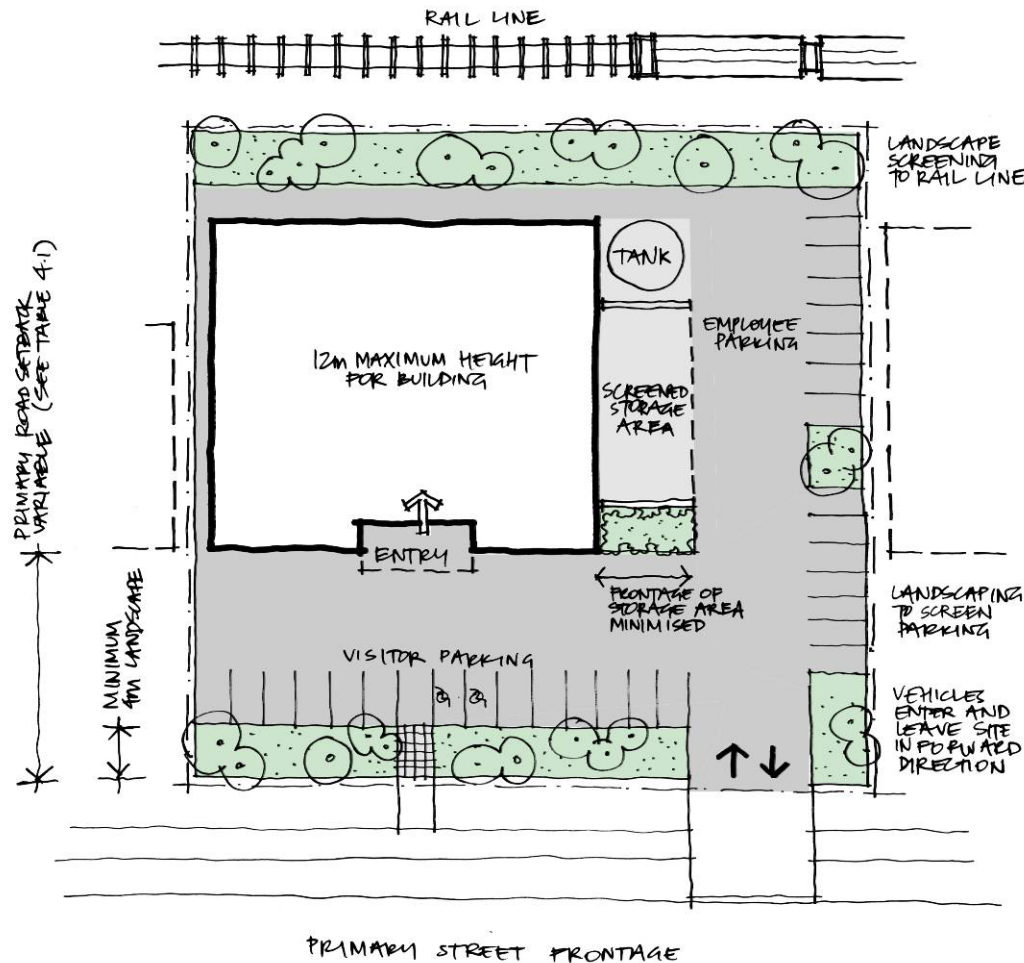 RAIL LINE
LANDSCAPE
SCREENING
TO RAIL LINE
TANK
PRIMARY ROAD SETBACK
VARIABLE (SEE TABLE 4.1)
12m MAXIMUM HEIGHT
FOR BUILDING
EMPLOYEE
PARKING
SCREENED
STORAGE
AREA
ENTRY
MINIMUM
4m LANDSCAPE
FRONTAGE OF
STORAGE AREA
MINIMISED
LANDSCAPING
TO SCREEN
PARKING
VISITOR PARKING
VEHICLES
ENTER AND
LEAVE SITE
IN FORWARD
DIRECTION
PRIMARY STREET FRONTAGE